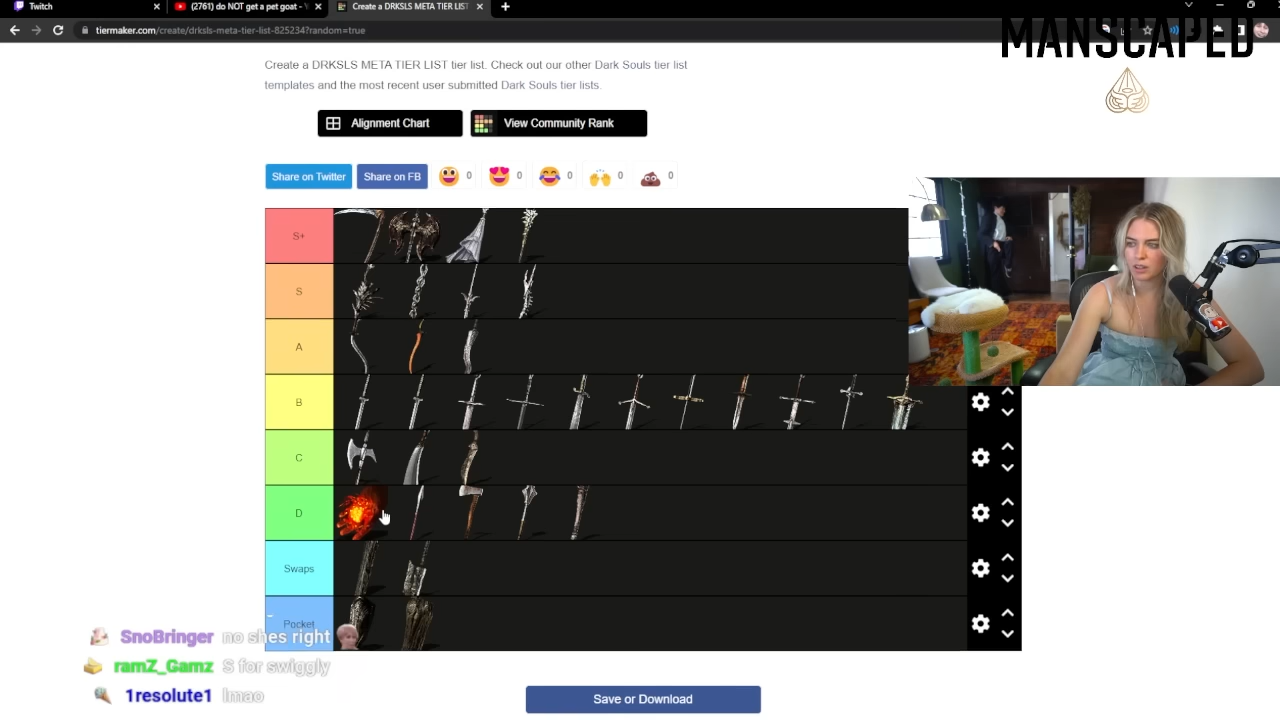 Twitch
(2761) do NOT get a pet goat -
Create a DRKSLS META TIER LIST
tiermaker.com/create/drksls-meta-tier-list-825234?random=true
MANSCAPED
Create a DRKSLS META TIER LIST tier list. Check out our other Dark Souls tier list
templates and the most recent user submitted Dark Souls tier lists.
Alignment Chart
View Community Rank
Share on Twitter
Share on FB
0
0
0
0
0
S+
S
A
B
C
D
Swaps
Pocket
SnoBringer no shes right
ramZ_Gamz S for swiggly
1resolute1 lmao
Save or Download